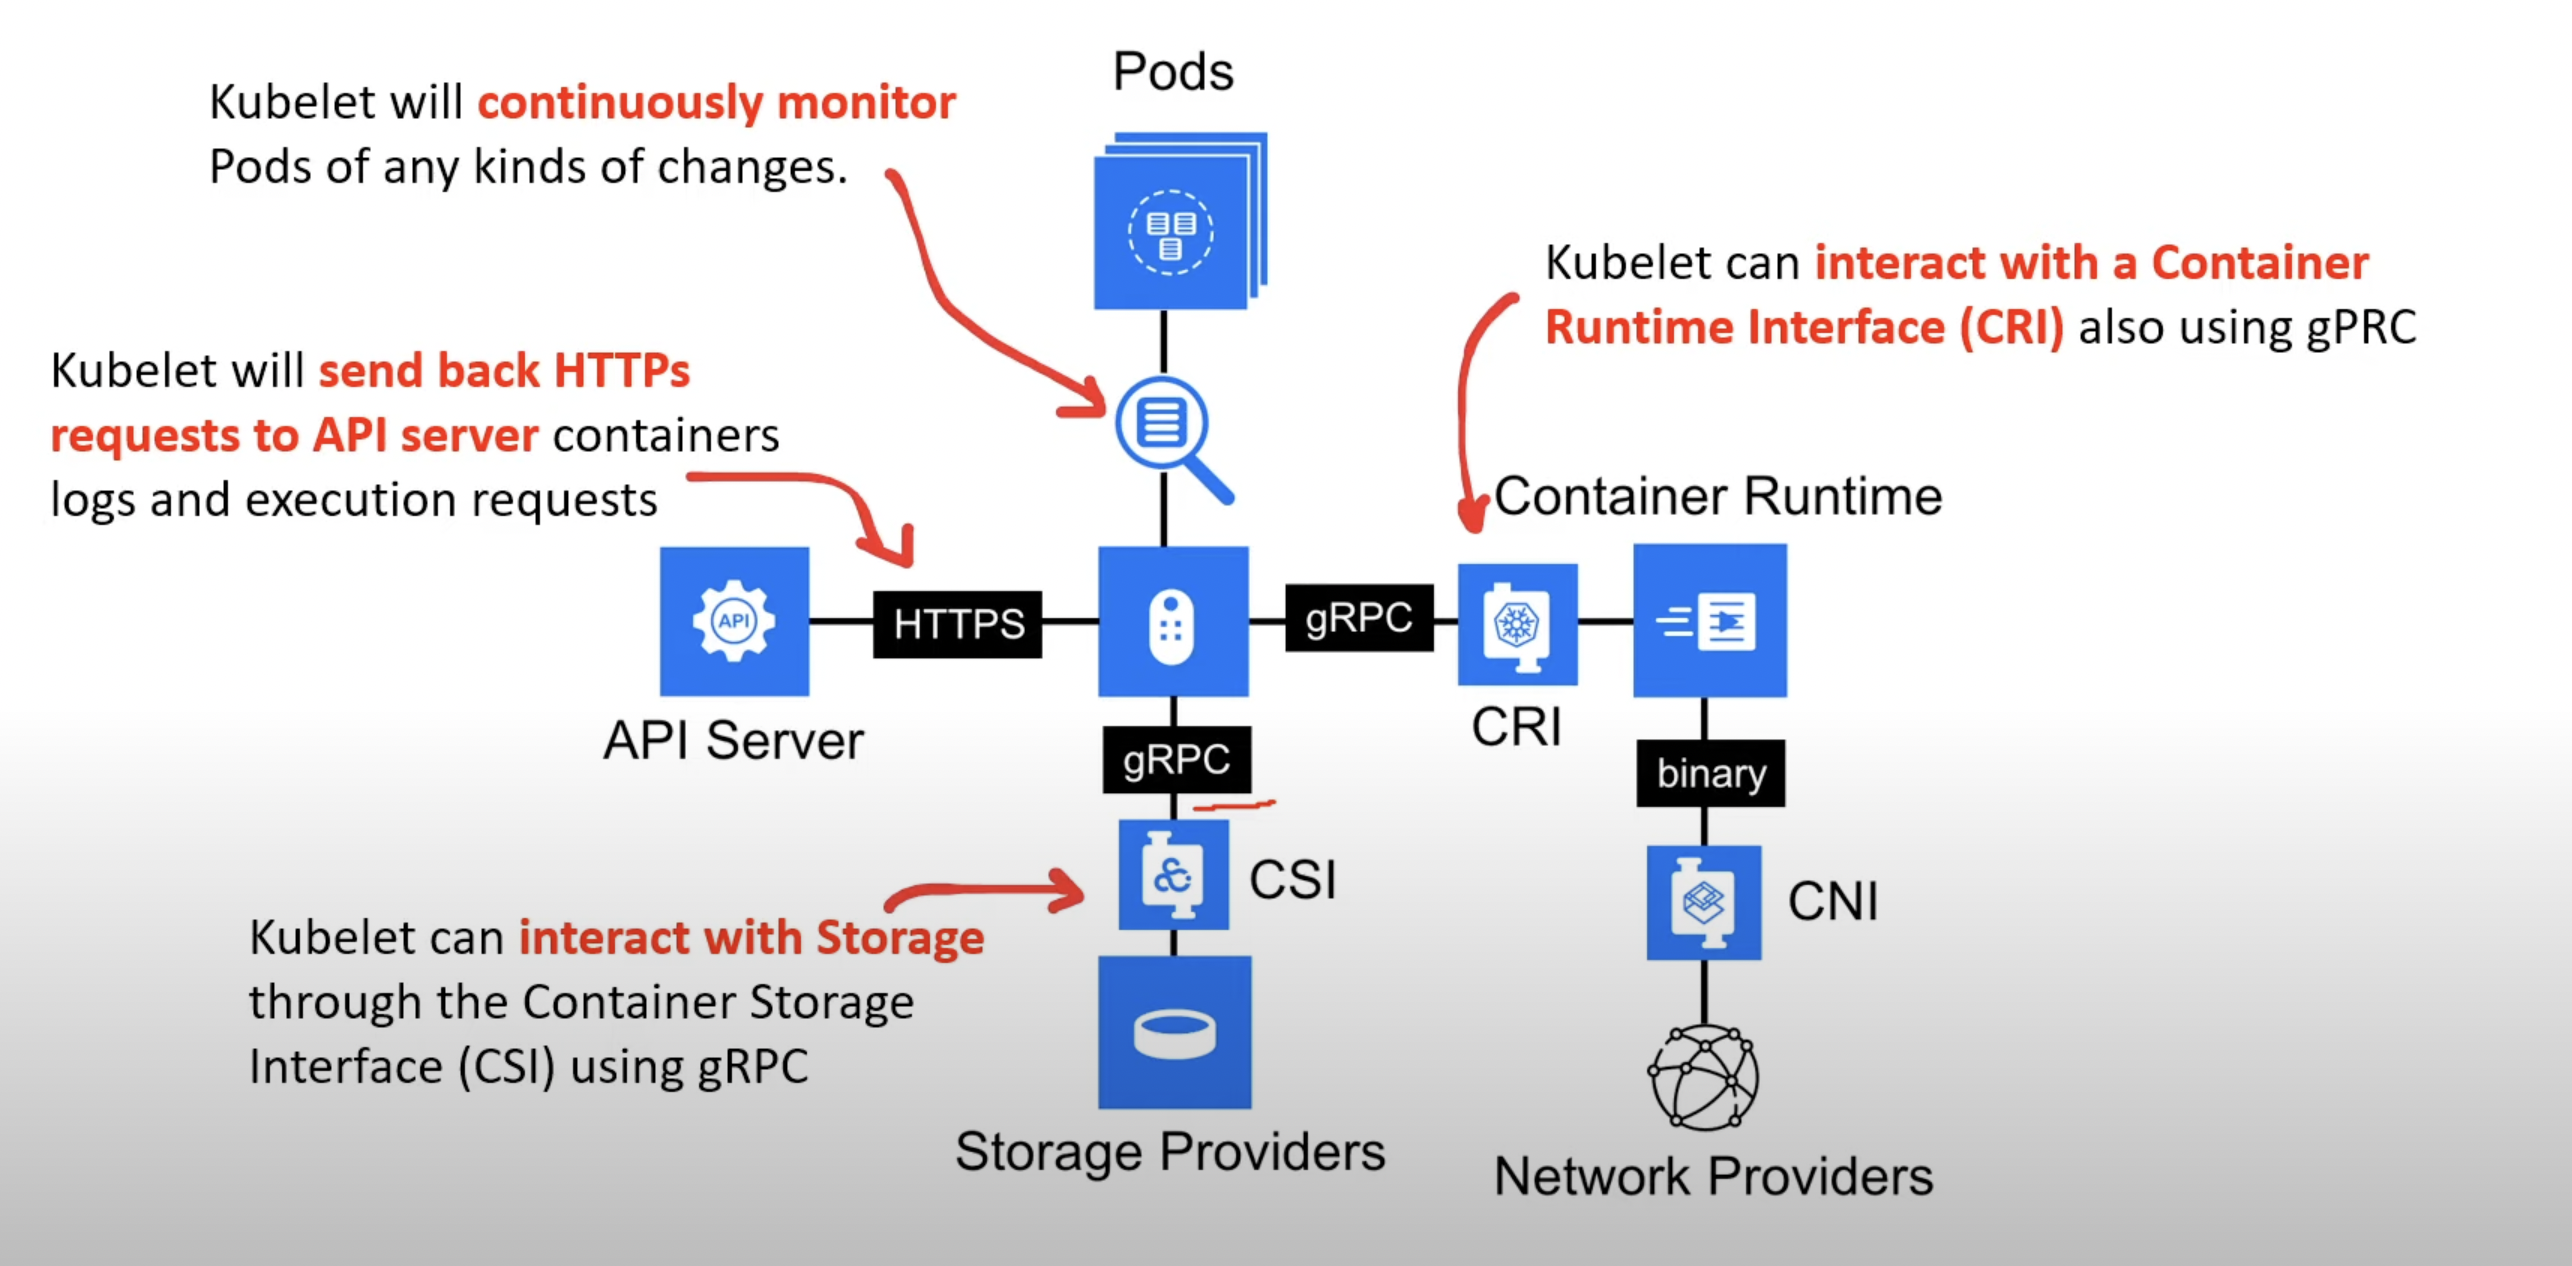 Pods
Kubelet will continuously monitor
Pods of any kinds of changes.
Kubelet can interact with a Container
Runtime Interface (CRI) also using gPRC
Kubelet will send back HTTPs
requests to API server containers
logs and execution requests
Container Runtime
API
HTTPS
gRPC
API Server
CRI
gRPC
binary
CSI
CNI
Kubelet can interact with Storage
through the Container Storage
Interface (CSI) using gRPC
Storage Providers
Network Providers